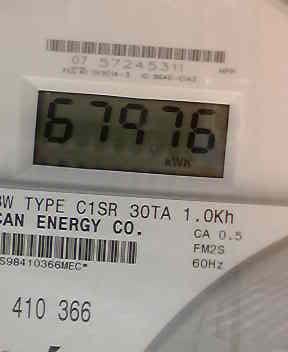 07 57245311
67976
kWh
3W TYPE C1SR 30TA 1.0Kh
CAN ENERGY CO.
CA 0.5
FM2S
60Hz
S98410366MEC*
410 366